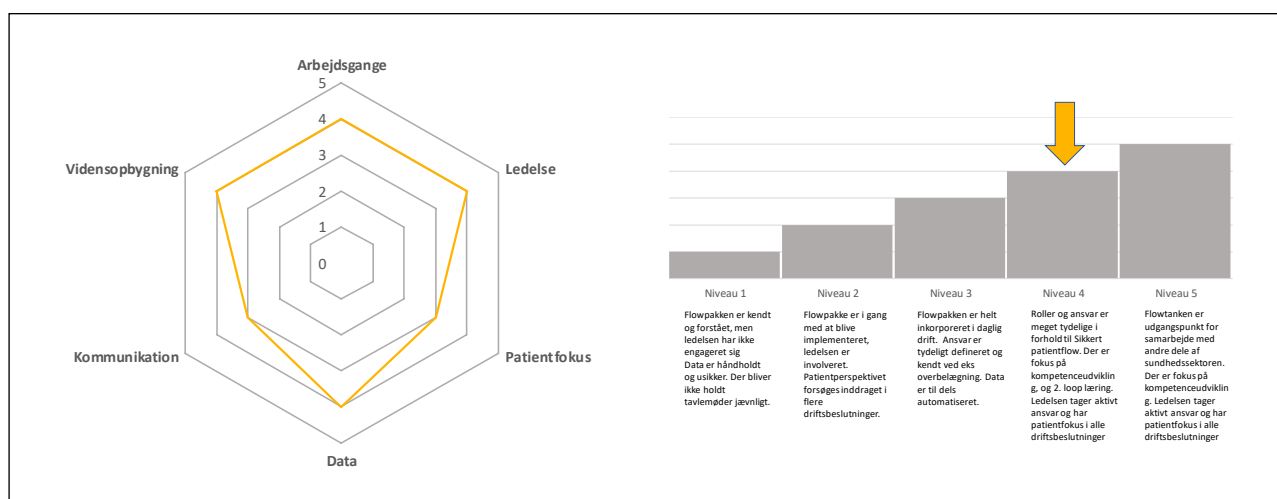 Arbejdsgange
5
4
3
2
1
0
Vidensopbygning
Ledelse
Kommunikation
Patientfokus
Data
Niveau 1
Flowpakken er kendt
og forstået, men
ledelsen har ikke
engageret sig
Data er håndholdt
og usikker. Der bliver
ikke holdt
tavlemøder jævnligt.
Niveau 2
Flowpakke er i gang
med at blive
implementeret,
ledelsen er
involveret.
Patientperspektivet
forsøges inddraget i
flere
driftsbeslutninger.
Niveau 3
Flowpakken er helt
inkorporeret i daglig
drift. Ansvar er
tydeligt defineret og
kendt ved eks
overbelægning. Data
er til dels
automatiseret.
Niveau 4
Roller og ansvar er
meget tydelige i
forhold til Sikkert
patientflow. Der er
fokus på
kompetenceudviklin
g, og 2. loop læring.
Ledelsen tager aktivt
ansvar og har
patientfokus i alle
driftsbeslutninger
Niveau 5
Flowtanken er
udgangspunkt for
samarbejde med
andre dele af
sundhedssektoren.
Der er fokus på
kompetenceudviklin
g. Ledelsen tager
aktivt ansvar og har
patientfokus i alle
driftsbeslutninger